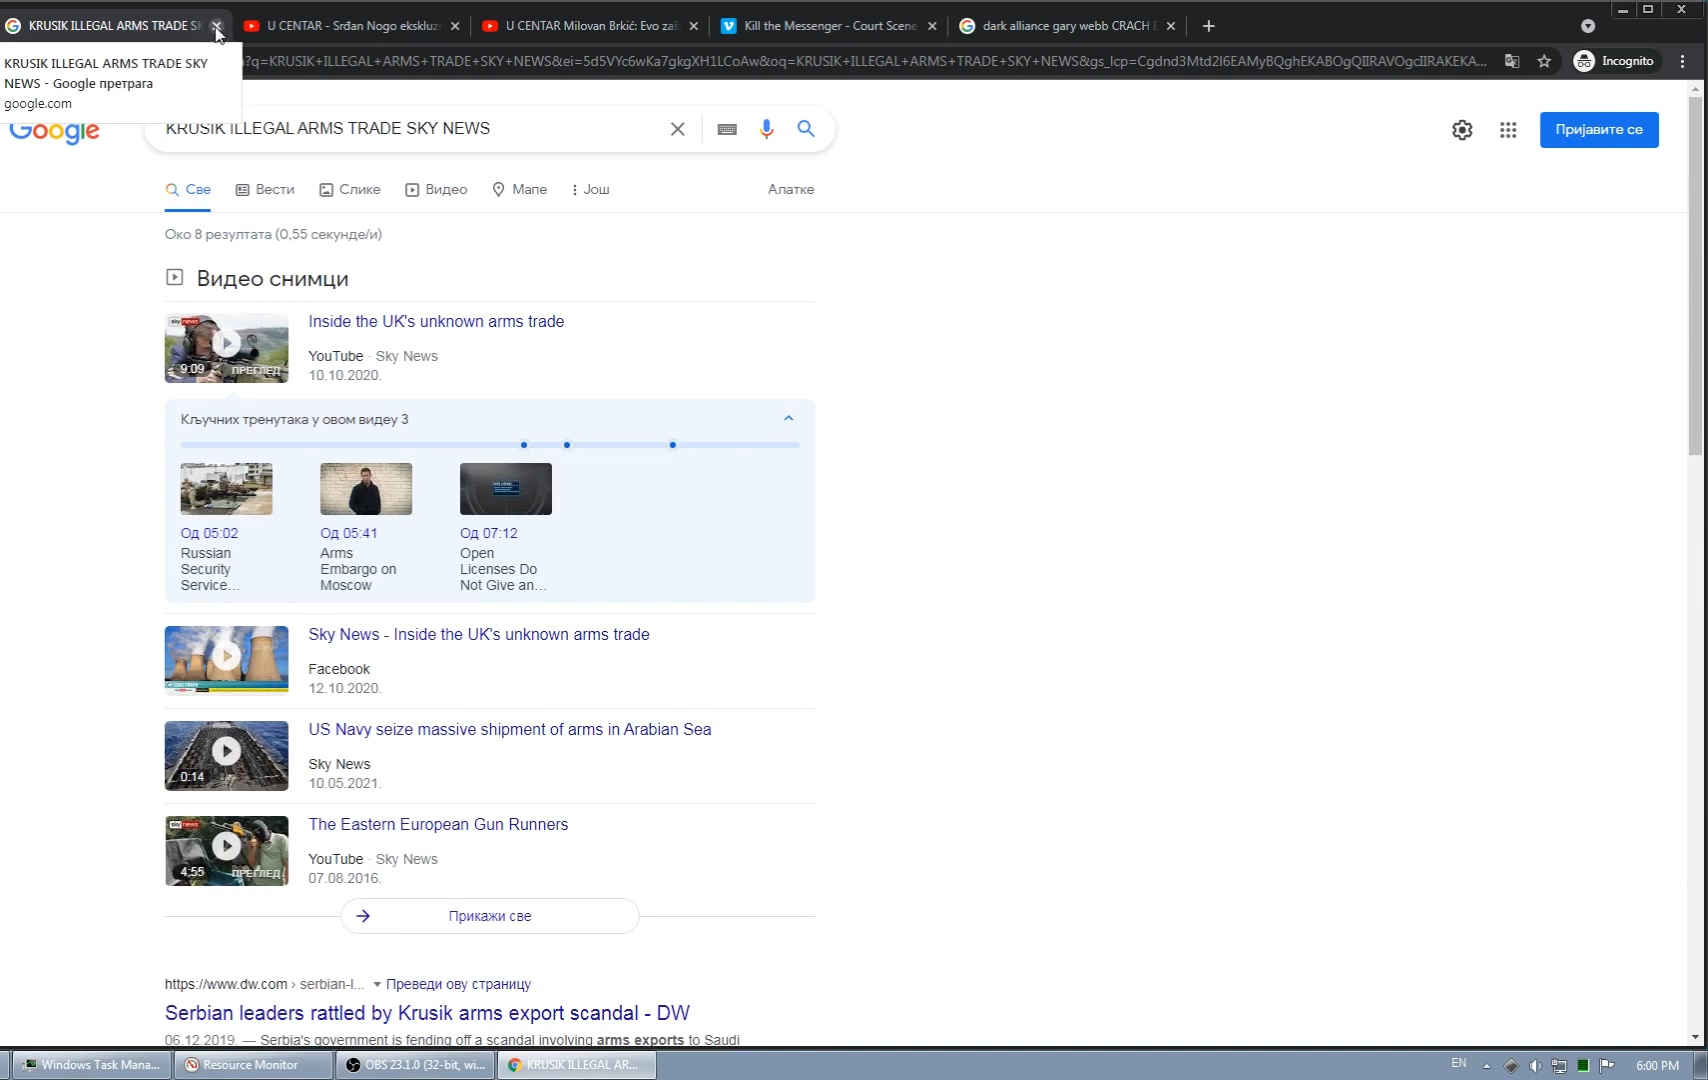 KRUSIK ILLEGAL ARMS TRADE SK
U CENTAR - Srđan Nogo ekskluzi
U CENTAR Milovan Brkić: Evo zaš
Kill the Messenger - Court Scene
dark alliance gary webb CRACH
?q=KRUSIK+ILLEGAL+ARMS+TRADE+SKY+NEWS&ei=5d5VYc6wKa7gkgXH1LCoAw&oq=KRUSIK+ILLEGAL+ARMS+TRADE+SKY+NEWS&gs_lcp=Cgdnd3Mtd2l6EAMyBQghEKABOgQIIRAVOgcIIRAKEKA...
Incognito
KRUSIK ILLEGAL ARMS TRADE SKY
NEWS - Google претрага
google.com
Google
KRUSIK ILLEGAL ARMS TRADE SKY NEWS
Пријавите се
Све
Вести
Слике
Видео
Мапе
Још
Алатке
Око 8 резултата (0,55 секунде/и)
Видео снимци
sky news
9:09
ПРЕГЛЕД
Inside the UK's unknown arms trade
YouTube · Sky News
10.10.2020.
Кључних тренутака у овом видеу 3
Од 05:02
Russian
Security
Service...
Од 05:41
Arms
Embargo on
Moscow
Од 07:12
Open
Licenses Do
Not Give an...
Sky News - Inside the UK's unknown arms trade
Facebook
12.10.2020.
0:14
US Navy seize massive shipment of arms in Arabian Sea
Sky News
10.05.2021.
sky news
4:55
ПРЕГЛЕД
The Eastern European Gun Runners
YouTube · Sky News
07.08.2016.
Прикажи све
https://www.dw.com › serbian-l... Преведи ову страницу
Serbian leaders rattled by Krusik arms export scandal - DW
06.12.2019. — Serbia's government is fending off a scandal involving arms exports to Saudi
Windows Task Mana...
Resource Monitor
OBS 23.1.0 (32-bit, wi...
KRUSIK ILLEGAL AR...
EN
6:00 PM